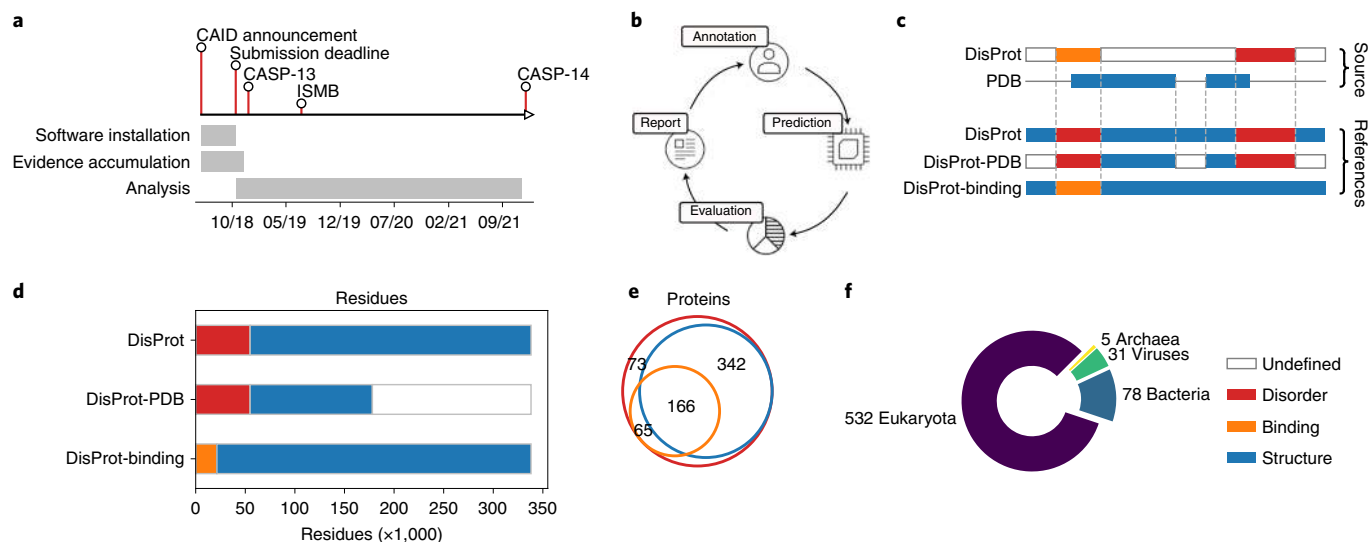 a
CAID announcement
Submission deadline
CASP-13
ISMB
CASP-14
Software installation
Evidence accumulation
Analysis
10/18 05/19 12/19 07/20 02/21 09/21
b
Annotation
Prediction
Evaluation
Report
c
DisProt
PDB
Source
DisProt
DisProt-PDB
DisProt-binding
References
d
Residues
DisProt
DisProt-PDB
DisProt-binding
0 50 100 150 200 250 300 350
Residues (×1,000)
e
Proteins
73
342
166
65
f
5 Archaea
31 Viruses
78 Bacteria
532 Eukaryota
Undefined
Disorder
Binding
Structure